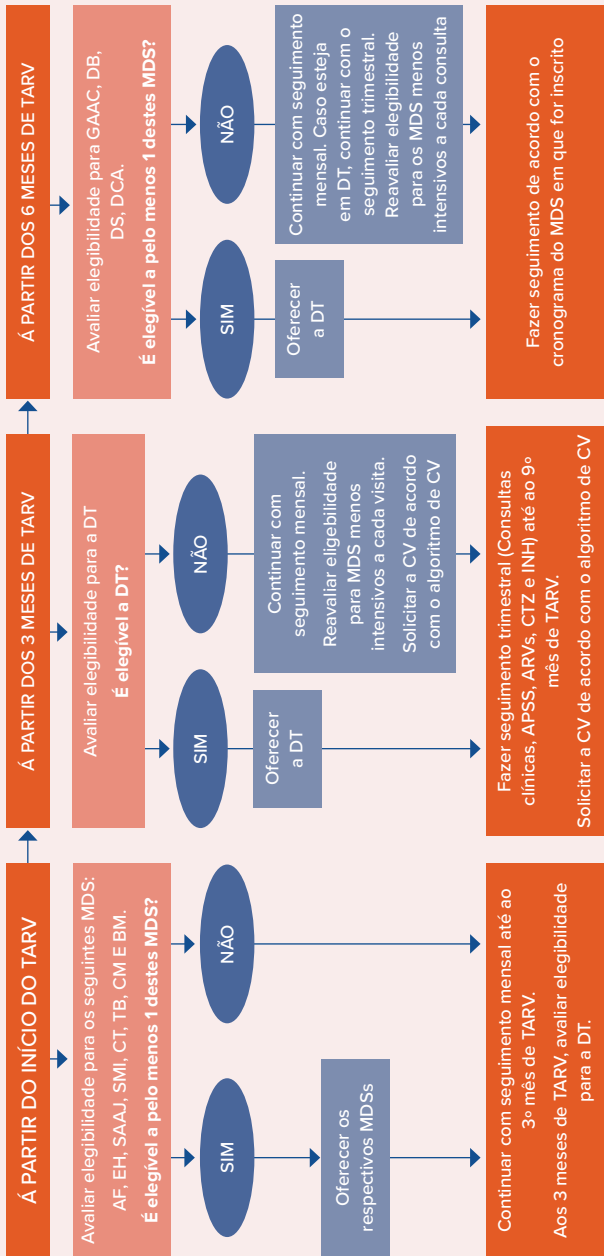 Á PARTIR DO INÍCIO DO TARV
Avaliar elegibilidade para os seguintes MDS:
AF, EH, SAAJ, SMI, CT, TB, CM E BM.
É elegível a pelo menos 1 destes MDS?
SIM
NÃO
Oferecer os
respectivos MDSs
Continuar com seguimento mensal até ao
3º mês de TARV.
Aos 3 meses de TARV, avaliar elegibilidade
para a DT.
Á PARTIR DOS 3 MESES DE TARV
Avaliar elegibilidade para a DT
É elegível a DT?
SIM
NÃO
Oferecer
a DT
Continuar com
seguimento mensal.
Reavaliar eligebilidade
para MDS menos
intensivos a cada visita.
Solicitar a CV de acordo
com o algoritmo de CV
Fazer seguimento trimestral (Consultas
clínicas, APSS, ARVs, CTZ e INH) até ao 9º
mês de TARV.
Solicitar a CV de acordo com o algoritmo de CV
Á PARTIR DOS 6 MESES DE TARV
Avaliar elegibilidade para GAAC, DB,
DS, DCA.
É elegível a pelo menos 1 destes MDS?
SIM
NÃO
Oferecer
a DT
Continuar com seguimento
mensal. Caso esteja
em DT, continuar com o
seguimento trimestral.
Reavaliar elegibilidade
para os MDS menos
intensivos a cada consulta
Fazer seguimento de acordo com o
cronograma do MDS em que for inscrito